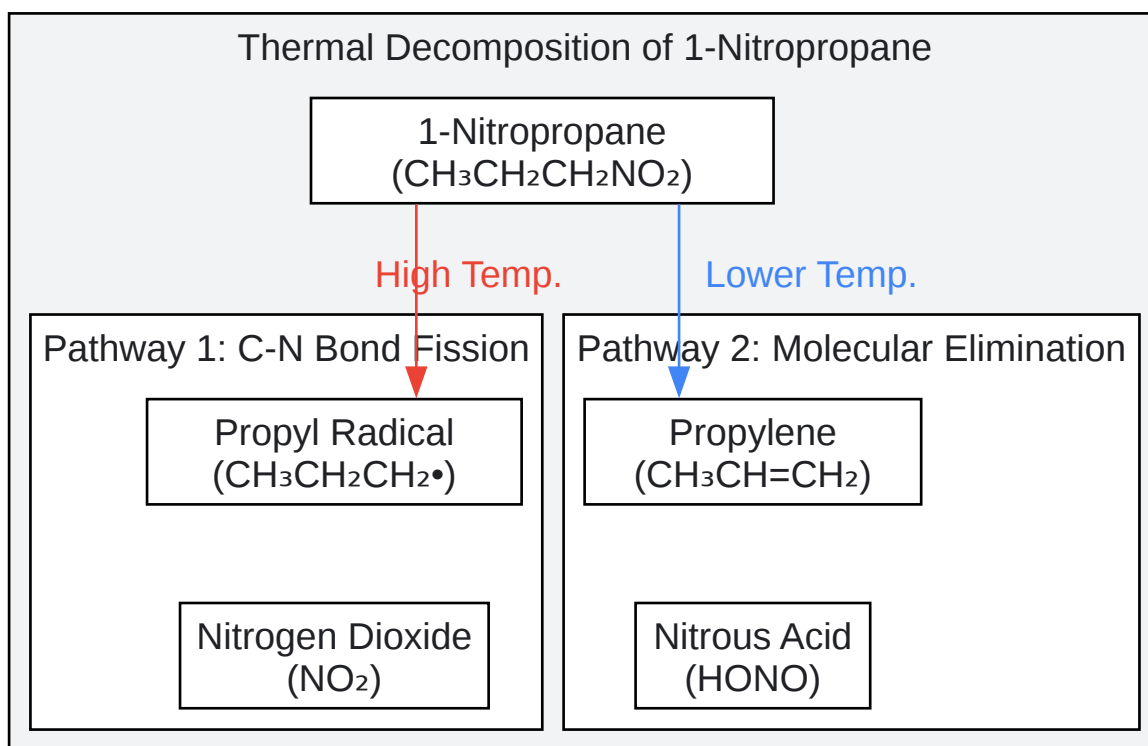 Thermal Decomposition of 1-Nitropropane
1-Nitropropane
(CH₃CH₂CH₂NO₂)
High Temp.
Lower Temp.
Pathway 1: C-N Bond Fission
Pathway 2: Molecular Elimination
Propyl Radical
(CH₃CH₂CH₂•)
Propylene
(CH₃CH=CH₂)
Nitrogen Dioxide
(NO₂)
Nitrous Acid
(HONO)